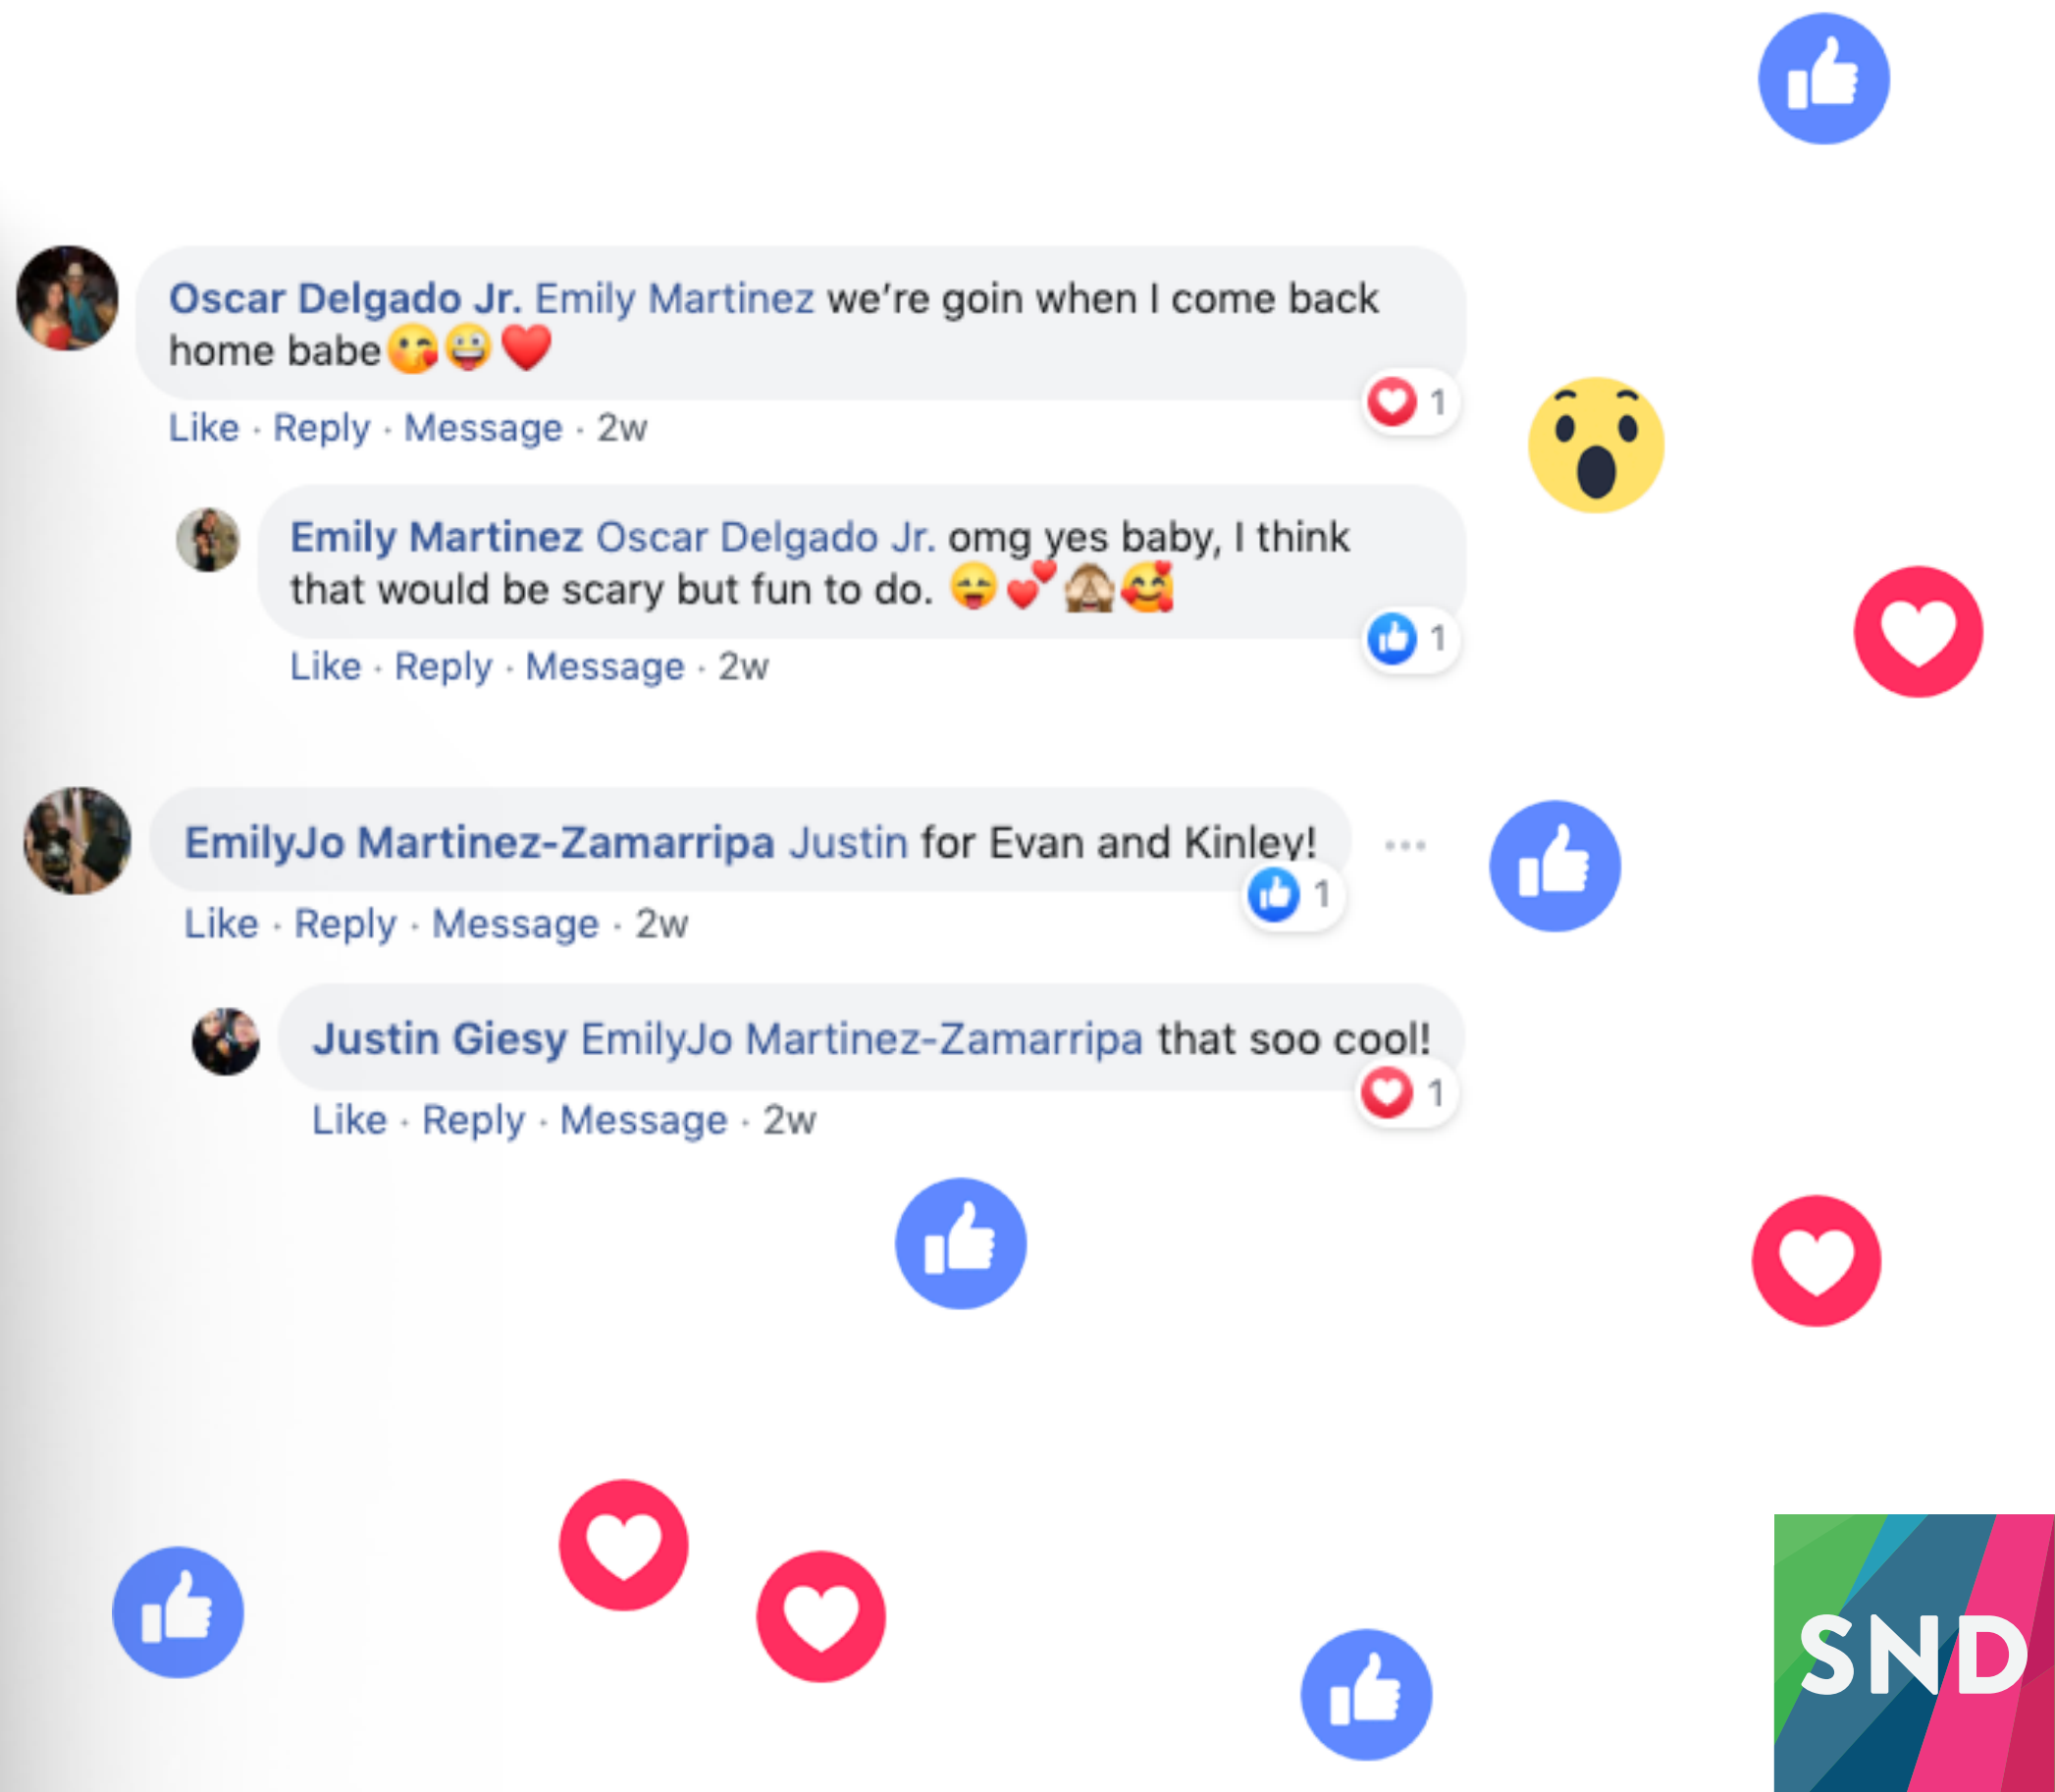 Oscar Delgado Jr. Emily Martinez we're goin when I come back
home babe😘😀❤️
1
Like · Reply · Message · 2w
Emily Martinez Oscar Delgado Jr. omg yes baby, I think
that would be scary but fun to do. 😝💕🙈🥰
1
Like · Reply · Message · 2w
EmilyJo Martinez-Zamarripa Justin for Evan and Kinley!
1
Like · Reply · Message · 2w
Justin Giesy EmilyJo Martinez-Zamarripa that soo cool!
1
Like · Reply · Message · 2w
SND